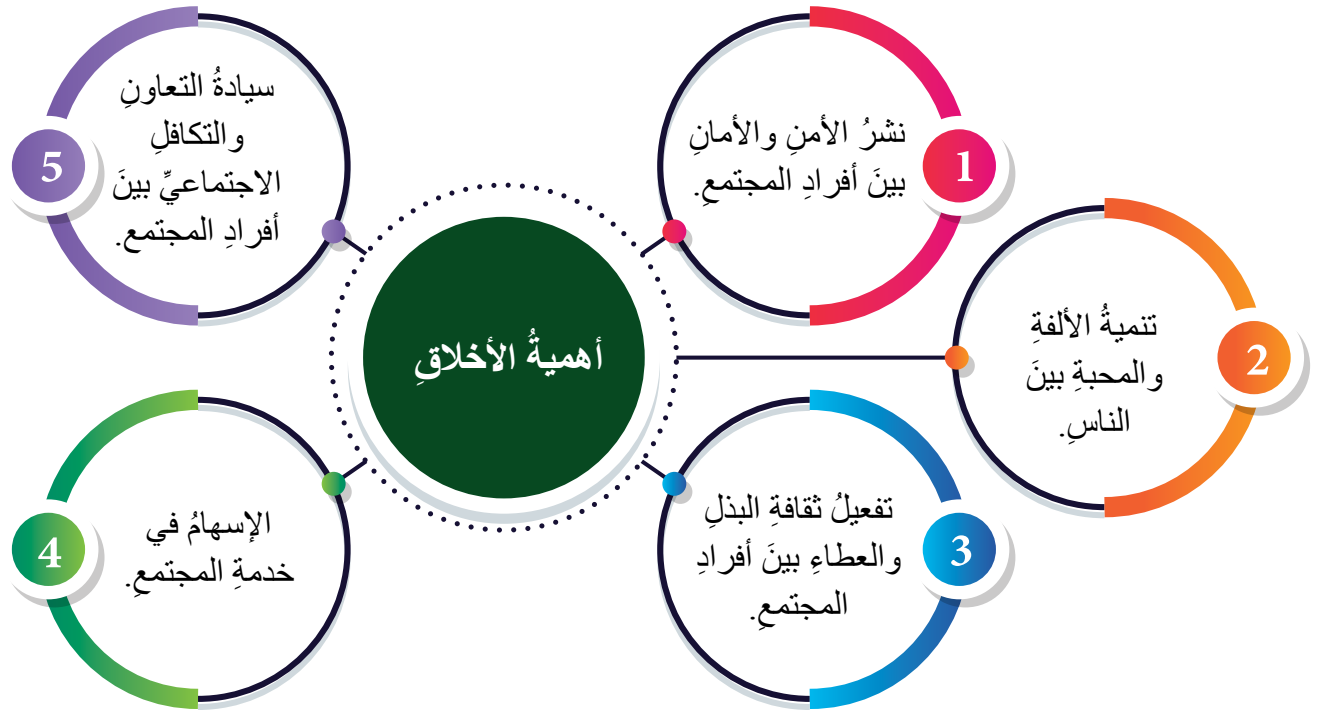 أهميةُ الأخلاقِ
1
نشرُ الأمنِ والأمانِ
بينَ أفرادِ المجتمعِ.
2
تنميةُ الألفةِ
والمحبةِ بينَ
الناسِ.
3
تفعيلُ ثقافةِ البذلِ
والعطاءِ بينَ أفرادِ
المجتمعِ.
4
الإسهامُ في
خدمةِ المجتمعِ.
5
سيادةُ التعاونِ
والتكافلِ
الاجتماعيِّ بينَ
أفرادِ المجتمع.